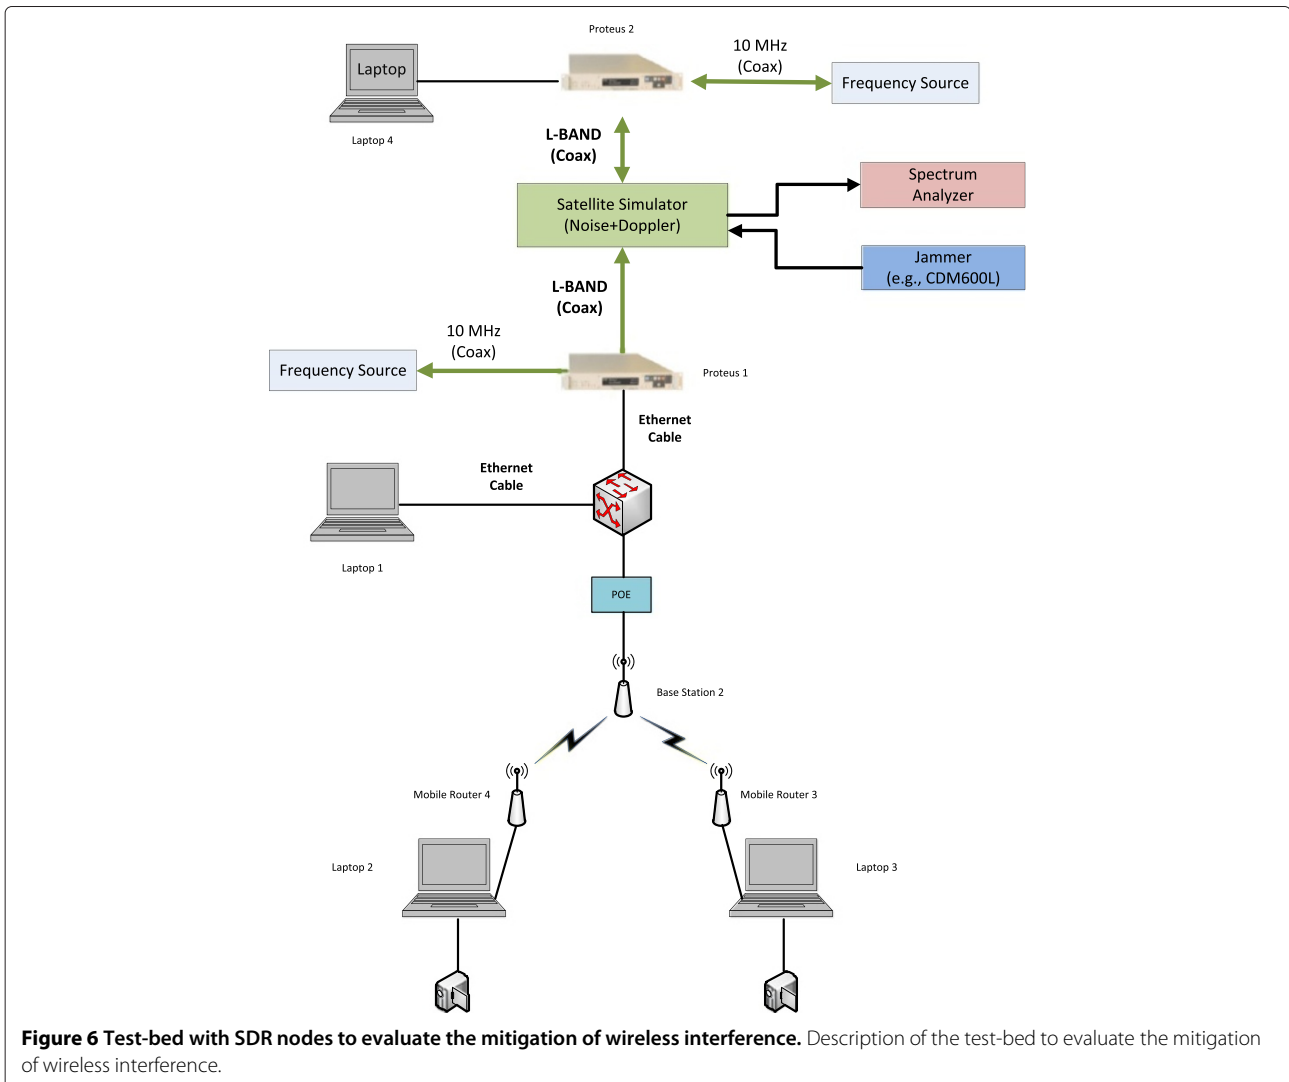 Proteus 2
10 MHz
(Coax)
Laptop
Frequency Source
Laptop 4
L-BAND
(Coax)
Spectrum
Analyzer
Satellite Simulator
(Noise+Doppler)
Jammer
(e.g., CDM600L)
L-BAND
(Coax)
10 MHz
(Coax)
Frequency Source
Proteus 1
Ethernet
Cable
Ethernet
Cable
Laptop 1
POE
Base Station 2
Mobile Router 4
Mobile Router 3
Laptop 2
Laptop 3
Figure 6 Test-bed with SDR nodes to evaluate the mitigation of wireless interference. Description of the test-bed to evaluate the mitigation
of wireless interference.